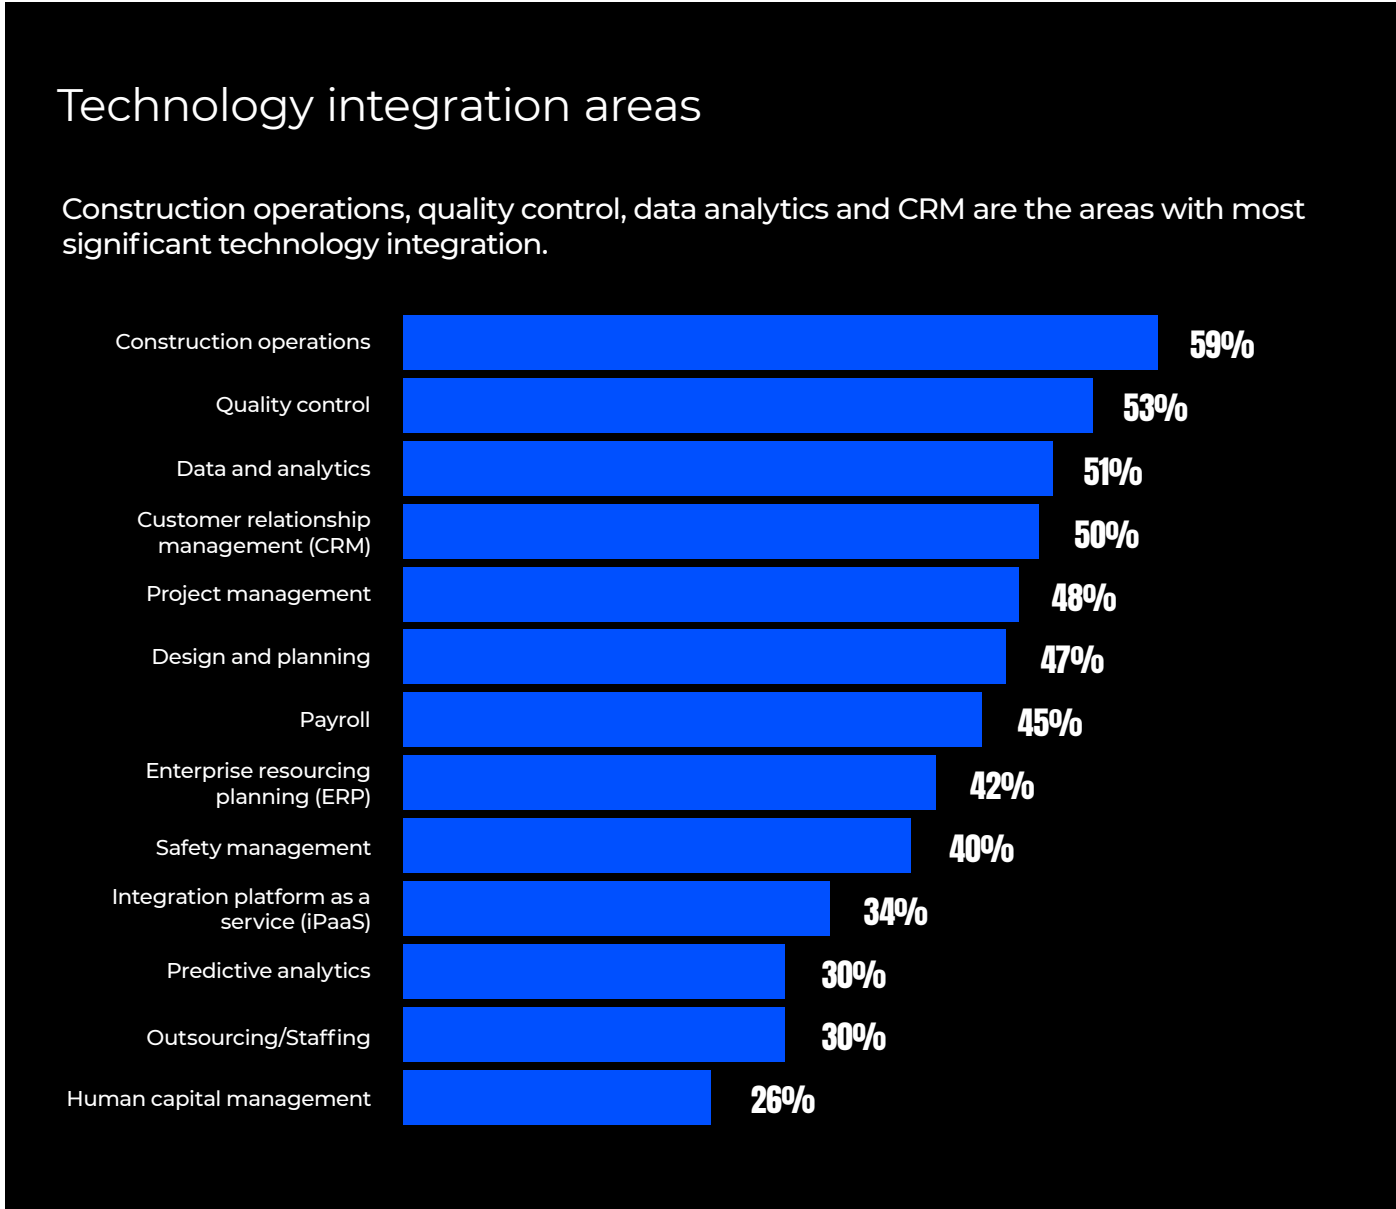 Technology integration areas
Construction operations, quality control, data analytics and CRM are the areas with most
significant technology integration.
Construction operations 59%
Quality control 53%
Data and analytics 51%
Customer relationship
management (CRM) 50%
Project management 48%
Design and planning 47%
Payroll 45%
Enterprise resourcing
planning (ERP) 42%
Safety management 40%
Integration platform as a
service (iPaaS) 34%
Predictive analytics 30%
Outsourcing/Staffing 30%
Human capital management 26%